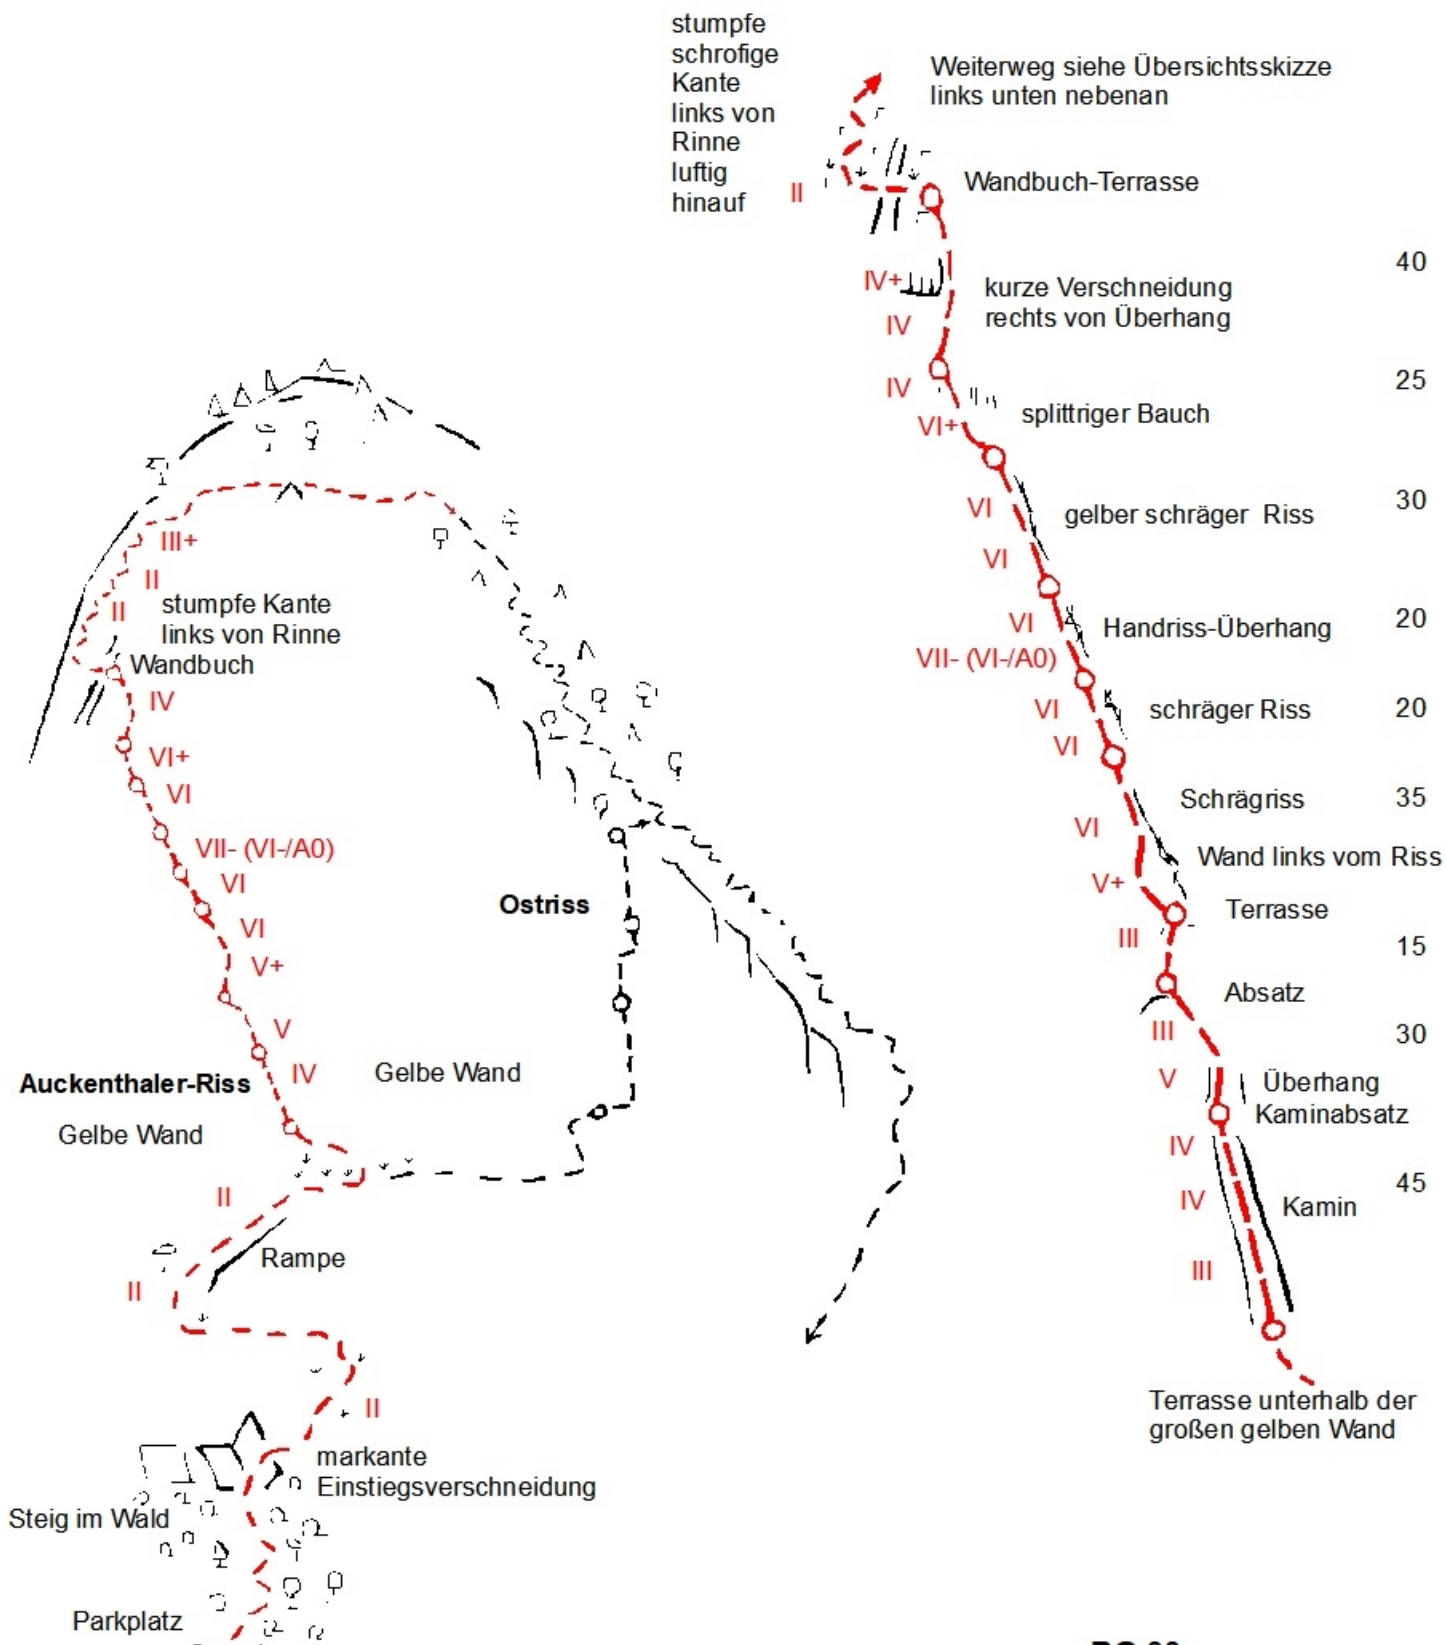 stumpfe
schrofige
Kante
links von
Rinne
luftig
hinauf
II
Weiterweg siehe Übersichtsskizze
links unten nebenan
Wandbuch-Terrasse
40
IV+
kurze Verschneidung
rechts von Überhang
IV
25
IV
splittriger Bauch
VI+
30
VI
gelber schräger Riss
VI
20
VI
Handriss-Überhang
VII- (VI-/A0)
20
VI
schräger Riss
VI
35
Schrägriss
VI
Wand links vom Riss
V+
Terrasse
III
15
Absatz
III
30
V
Überhang
Kaminabsatz
IV
45
IV
Kamin
III
Terrasse unterhalb der
großen gelben Wand
III+
II
II
stumpfe Kante
links von Rinne
Wandbuch
IV
VI+
VI
VII- (VI-/A0)
VI
VI
V+
V
IV
Ostriss
Auckenthaler-Riss
Gelbe Wand
Gelbe Wand
II
Rampe
II
II
markante
Einstiegsverschneidung
Steig im Wald
Parkplatz